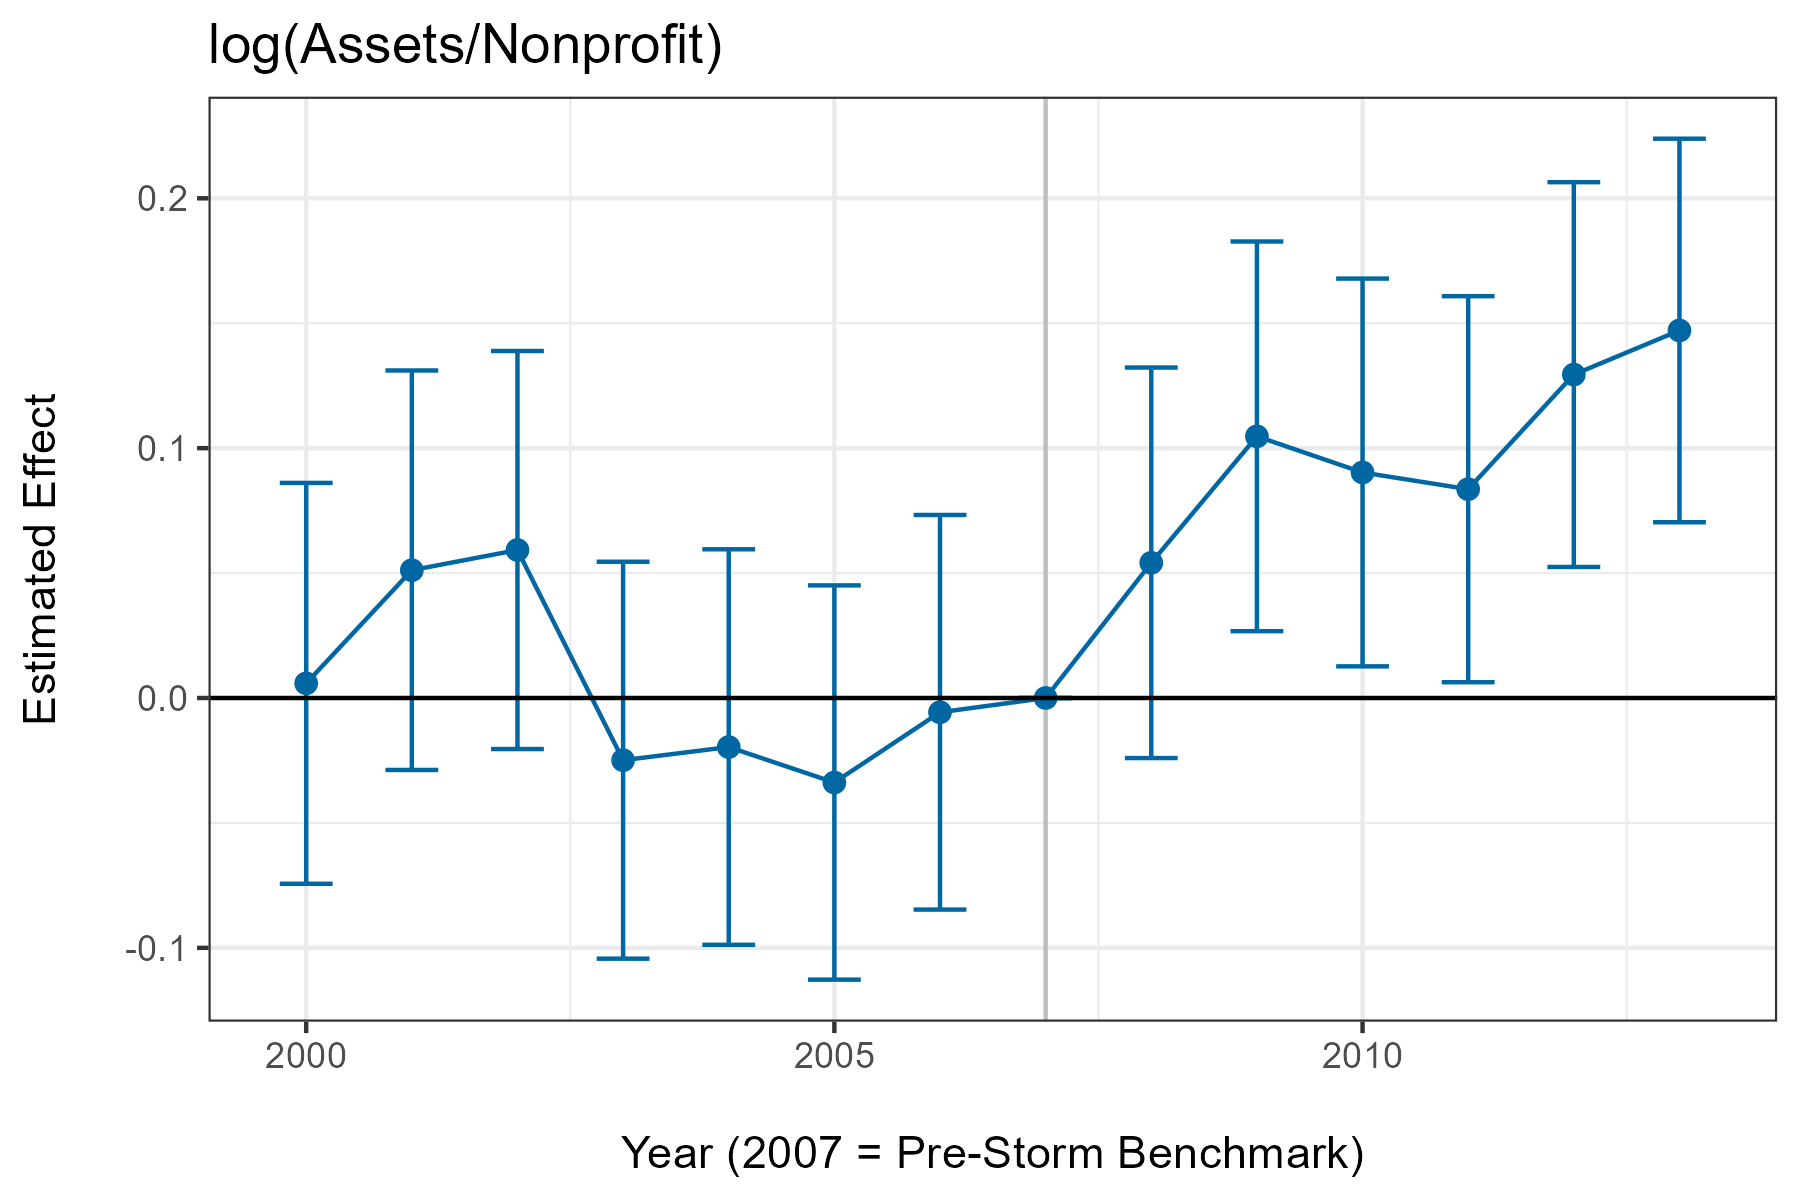 log(Assets/Nonprofit)
Estimated Effect
0.2
0.1
0.0
-0.1
2000
2005
2010
Year (2007 = Pre-Storm Benchmark)